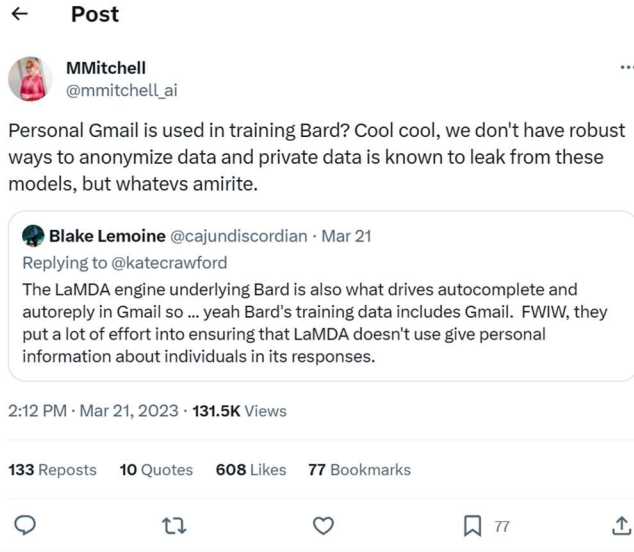 Post
MMitchell
@mmitchell_ai
Personal Gmail is used in training Bard? Cool cool, we don't have robust
ways to anonymize data and private data is known to leak from these
models, but whatevs amirite.
Blake Lemoine @cajundiscordian · Mar 21
Replying to @katecrawford
The LaMDA engine underlying Bard is also what drives autocomplete and
autoreply in Gmail so ... yeah Bard's training data includes Gmail. FWIW, they
put a lot of effort into ensuring that LaMDA doesn't use give personal
information about individuals in its responses.
2:12 PM · Mar 21, 2023 · 131.5K Views
133 Reposts 10 Quotes 608 Likes 77 Bookmarks
77